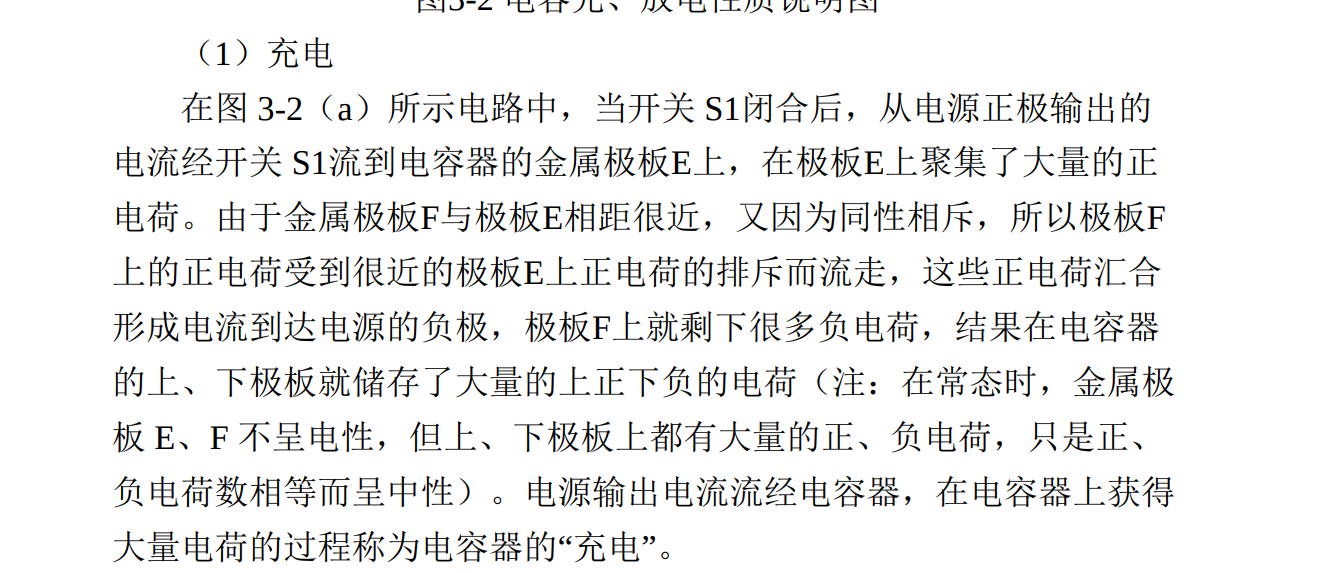 图3-2 电容充、放电性质说明图
（1）充电
在图 3-2（a）所示电路中，当开关 S1闭合后，从电源正极输出的
电流经开关 S1流到电容器的金属极板E上，在极板E上聚集了大量的正
电荷。由于金属极板F与极板E相距很近，又因为同性相斥，所以极板F
上的正电荷受到很近的极板E上正电荷的排斥而流走，这些正电荷汇合
形成电流到达电源的负极，极板F上就剩下很多负电荷，结果在电容器
的上、下极板就储存了大量的上正下负的电荷（注：在常态时，金属极
板 E、F 不呈电性，但上、下极板上都有大量的正、负电荷，只是正、
负电荷数相等而呈中性）。电源输出电流流经电容器，在电容器上获得
大量电荷的过程称为电容器的“充电”。